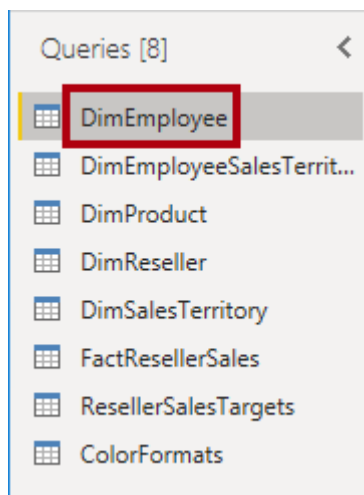 Queries [8]
DimEmployee
DimEmployeeSalesTerrit...
DimProduct
DimReseller
DimSalesTerritory
FactResellerSales
ResellerSalesTargets
ColorFormats